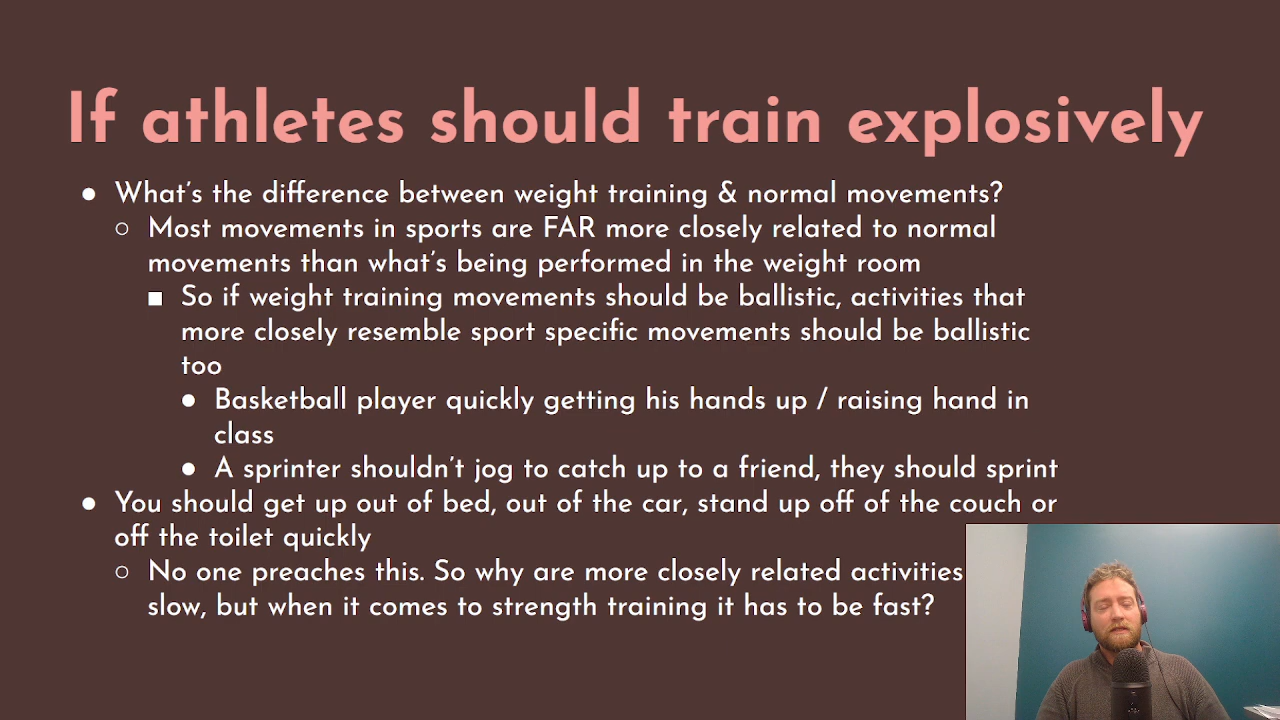 If athletes should train explosively
● What's the difference between weight training & normal movements?
○ Most movements in sports are FAR more closely related to normal
movements than what's being performed in the weight room
■ So if weight training movements should be ballistic, activities that
more closely resemble sport specific movements should be ballistic
too
● Basketball player quickly getting his hands up / raising hand in
class
● A sprinter shouldn't jog to catch up to a friend, they should sprint
● You should get up out of bed, out of the car, stand up off of the couch or
off the toilet quickly
○ No one preaches this. So why are more closely related activities
slow, but when it comes to strength training it has to be fast?